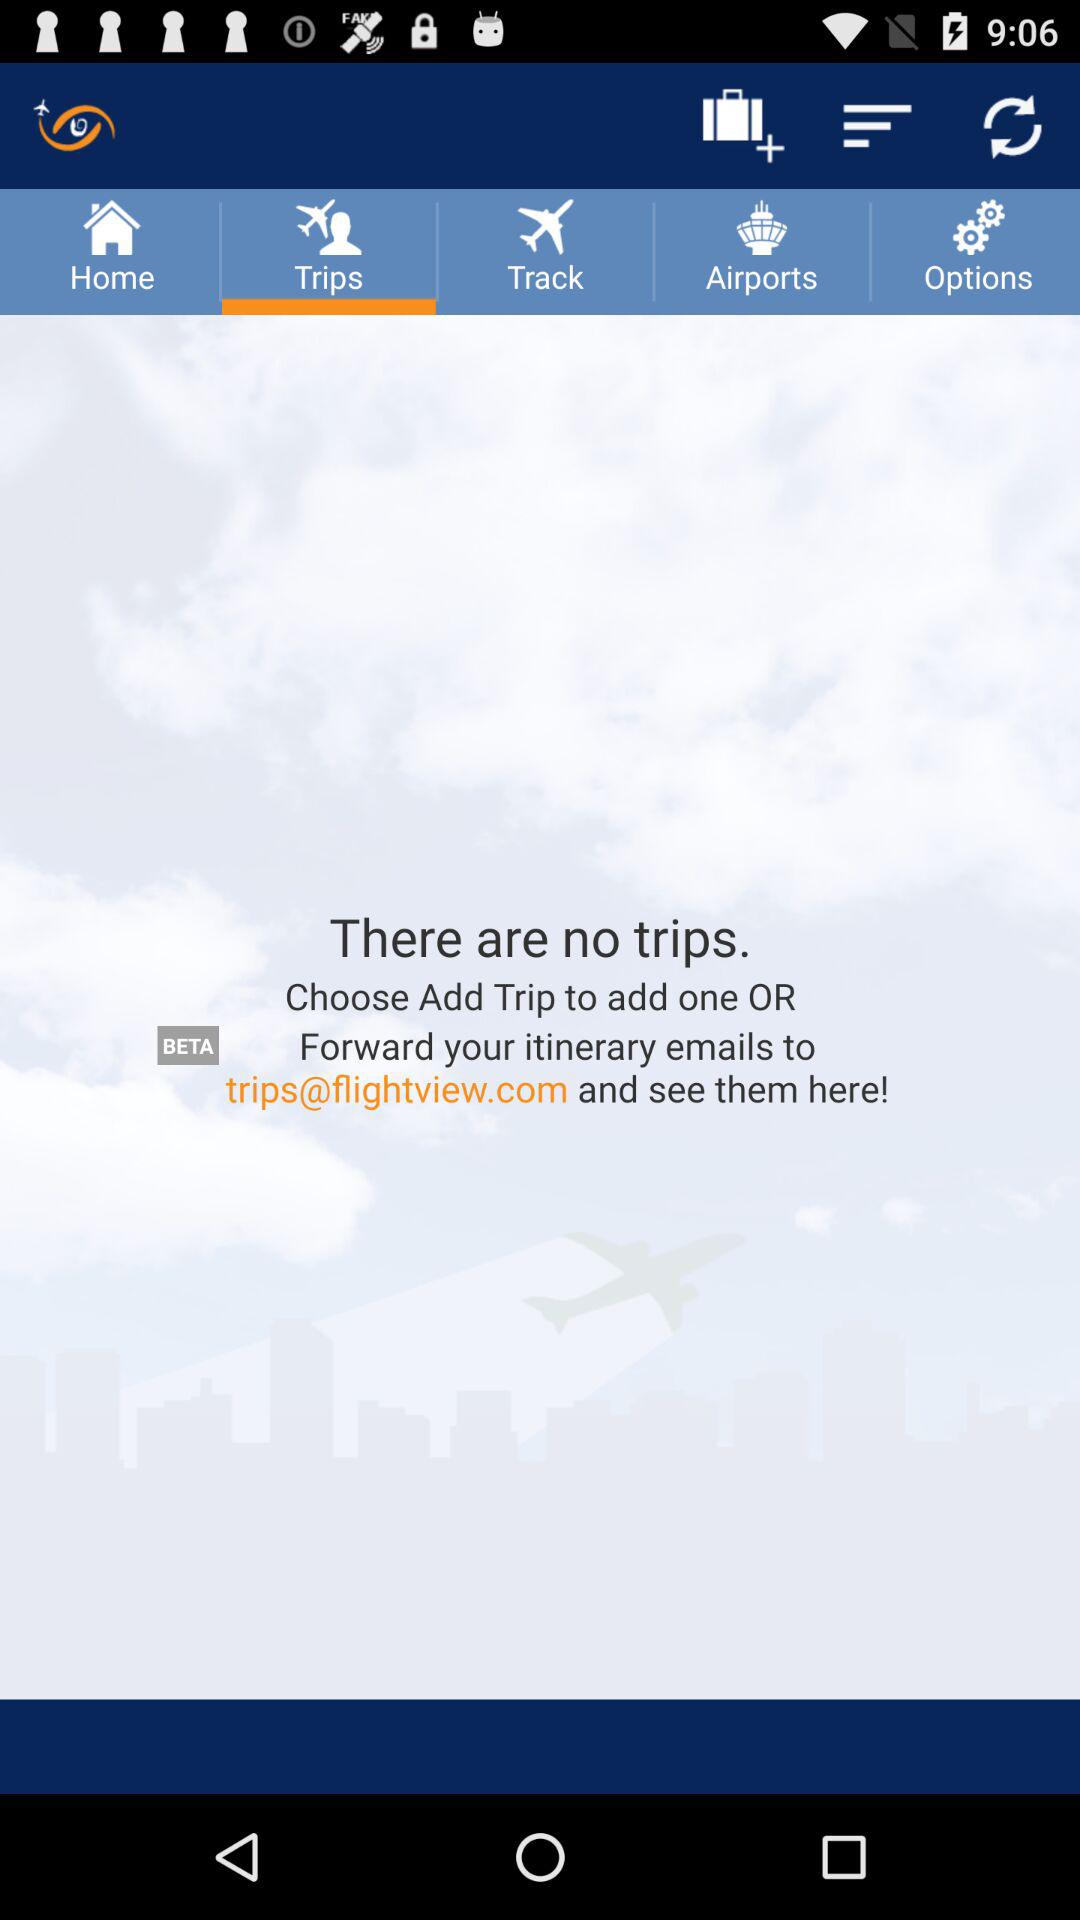 FAKE
9:06
Home
Trips
Track
Airports
Options
There are no trips.
Choose Add Trip to add one OR
BETA
Forward your itinerary emails to
trips@flightview.com and see them here!